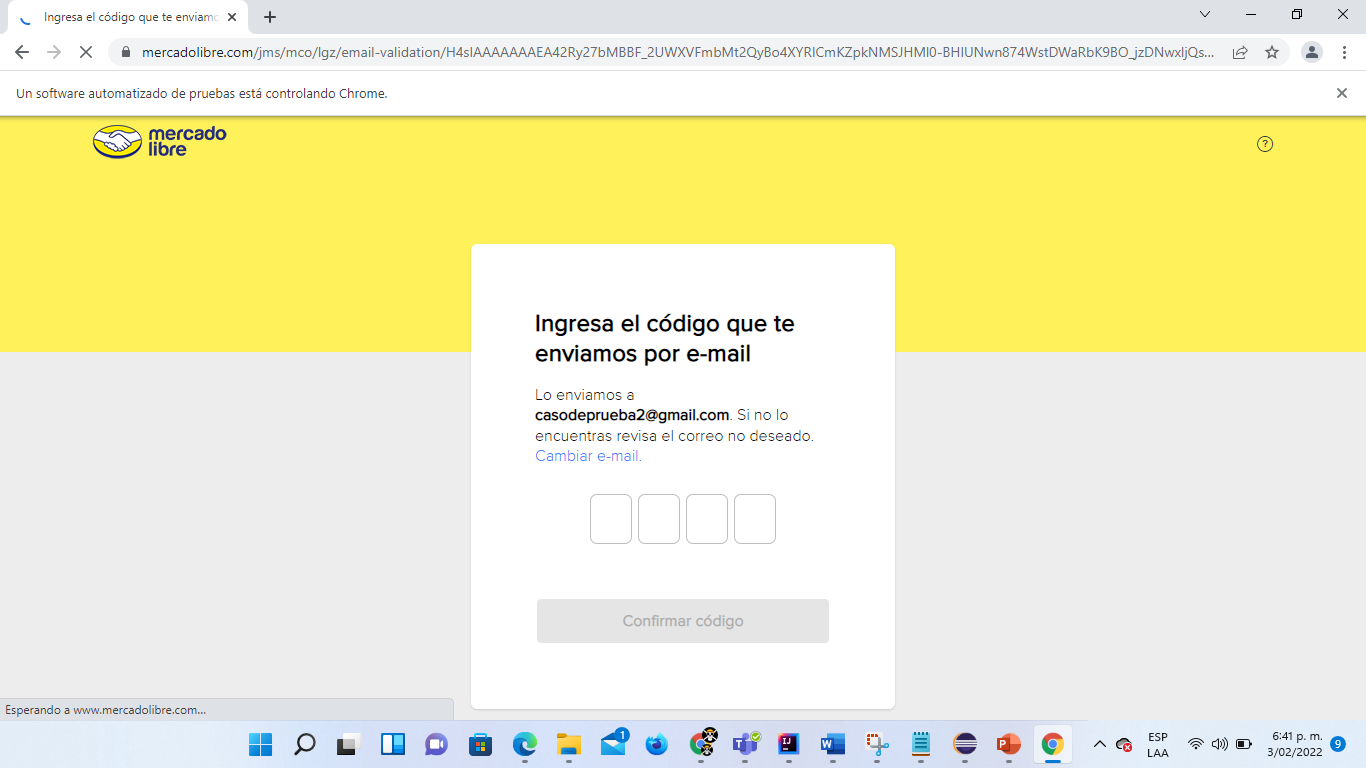 Ingresa el código que te enviamo
mercadolibre.com/jms/mco/lgz/email-validation/H4sIAAAAAAAEA42Ry27bMBBF_2UWXVFmbMt2QyBo4XYRICmKZpkNMSJHMI0-BHIUNwn874WstDWaRbK9BO_jzDNwxIjQs...
Un software automatizado de pruebas está controlando Chrome.
mercado
libre
?
Ingresa el código que te
enviamos por e-mail
Lo enviamos a
casodeprueba2@gmail.com. Si no lo
encuentras revisa el correo no deseado.
Cambiar e-mail.
Confirmar código
Esperando a www.mercadolibre.com...
1
ESP
LAA
6:41 p. m.
3/02/2022
9